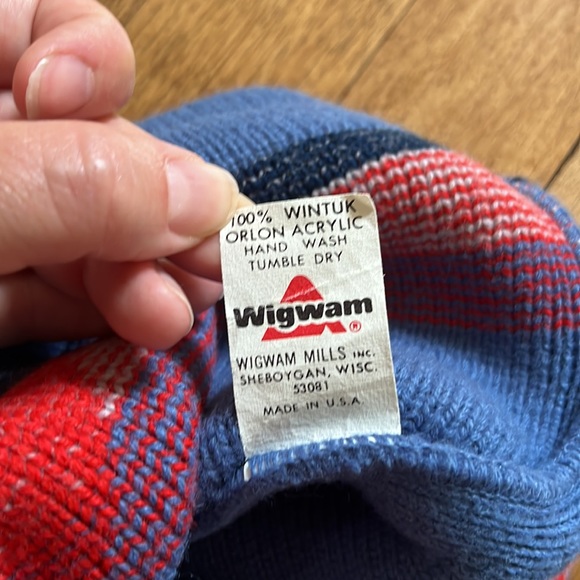 100% WINTUK
ORLON ACRYLIC
HAND WASH
TUMBLE DRY
Wigwam ®
WIGWAM MILLS INC.
SHEBOYGAN, WISC.
53081
MADE IN U.S.A.